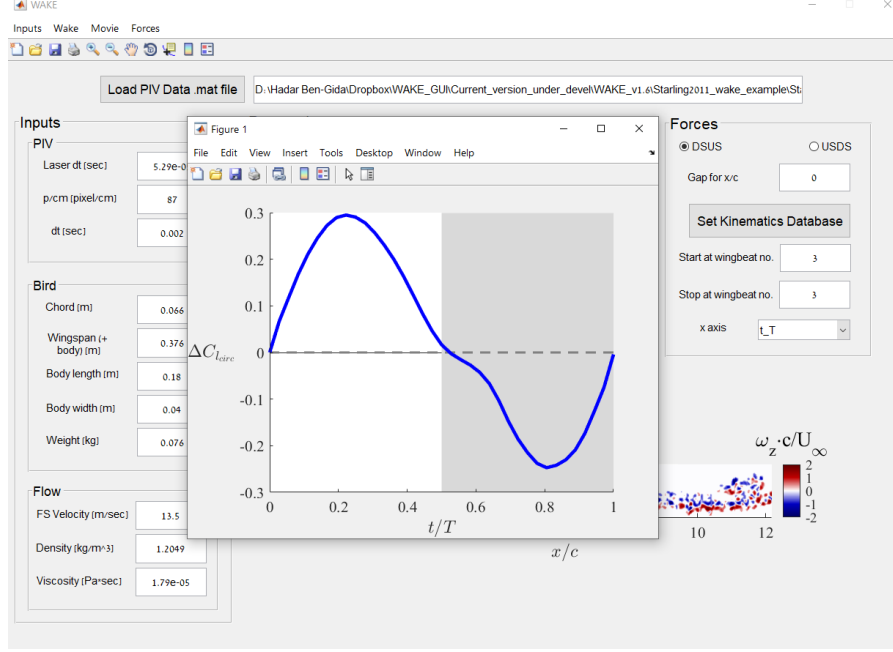 WAKE
Inputs Wake Movie Forces
Load PIV Data .mat file
D:\Hadar Ben-Gida\Dropbox\WAKE_GUI\Current_version_under_devel\WAKE_v1.6\Starling2011_wake_example\St
Inputs
PIV
Laser dt [sec] 5.29e-0
p/cm [pixel/cm] 87
dt [sec] 0.002
Bird
Chord [m] 0.066
Wingspan (+
body) [m] 0.376
Body length [m] 0.18
Body width [m] 0.04
Weight [kg] 0.076
Flow
FS Velocity [m/sec] 13.5
Density [kg/m^3] 1.2049
Viscosity [Pa*sec] 1.79e-05
Figure 1
File Edit View Insert Tools Desktop Window Help
0.3
0.2
0.1
0
-0.1
-0.2
-0.3
ΔC_{l_{circ}}
0 0.2 0.4 0.6 0.8 1
t/T
Forces
DSUS USDS
Gap for x/c 0
Set Kinematics Database
Start at wingbeat no. 3
Stop at wingbeat no. 3
x axis t_T
ω_z·c/U_∞
2
1
0
-1
-2
10 12
x/c